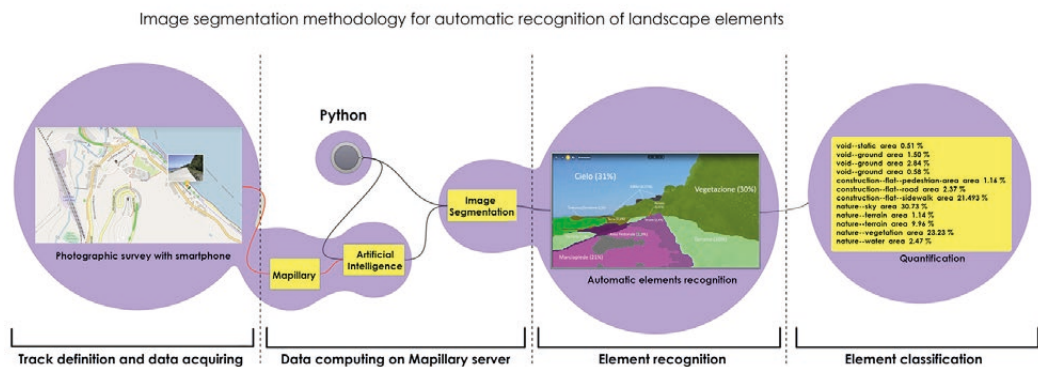 Image segmentation methodology for automatic recognition of landscape elements
Photographic survey with smartphone
Python
Mapillary
Artificial
Intelligence
Image
Segmentation
Cielo (31%)
Vegetazione (30%)
Marciapiede (21%)
Automatic elements recognition
void--static area 0.51 %
void--ground area 1.50 %
void--ground area 2.84 %
void--ground area 0.58 %
construction--flat--pedestrian-area area 1.16 %
construction--flat--road area 2.37 %
construction--flat--sidewalk area 21.493 %
nature--sky area 30.73 %
nature--terrain area 1.14 %
nature--terrain area 9.96 %
nature--vegetation area 23.23 %
nature--water area 2.47 %
Quantification
Track definition and data acquiring
Data computing on Mapillary server
Element recognition
Element classification